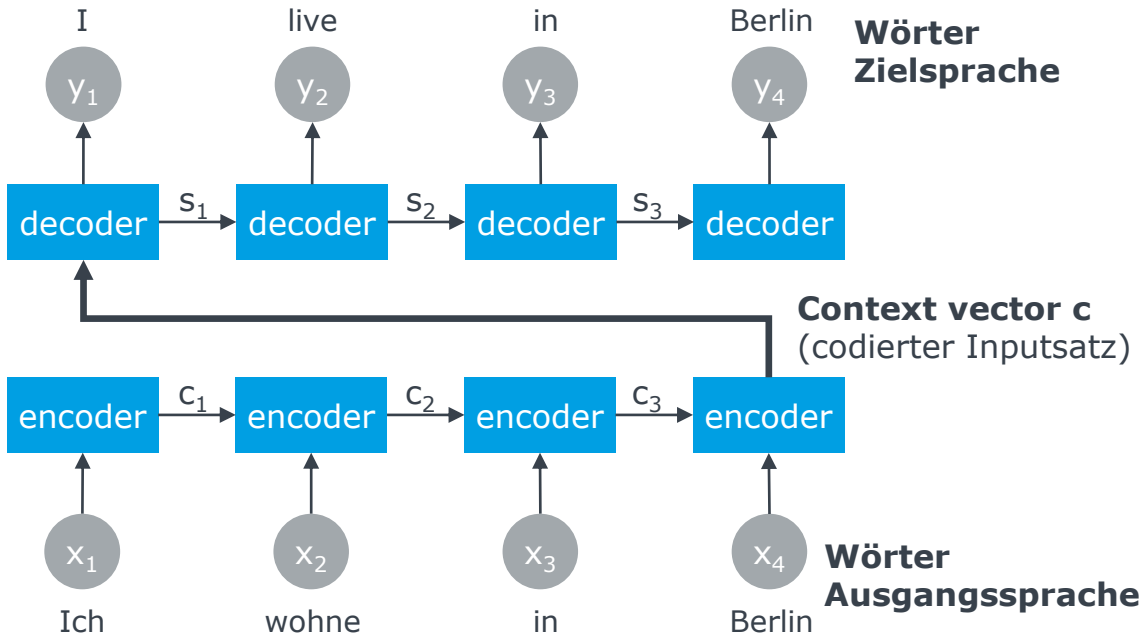 I live in Berlin
Wörter
Zielsprache
y₁ y₂ y₃ y₄
s₁ s₂ s₃
decoder decoder decoder decoder
Context vector c
(codierter Inputsatz)
c₁ c₂ c₃
encoder encoder encoder encoder
x₁ x₂ x₃ x₄
Wörter
Ausgangssprache
Ich wohne in Berlin